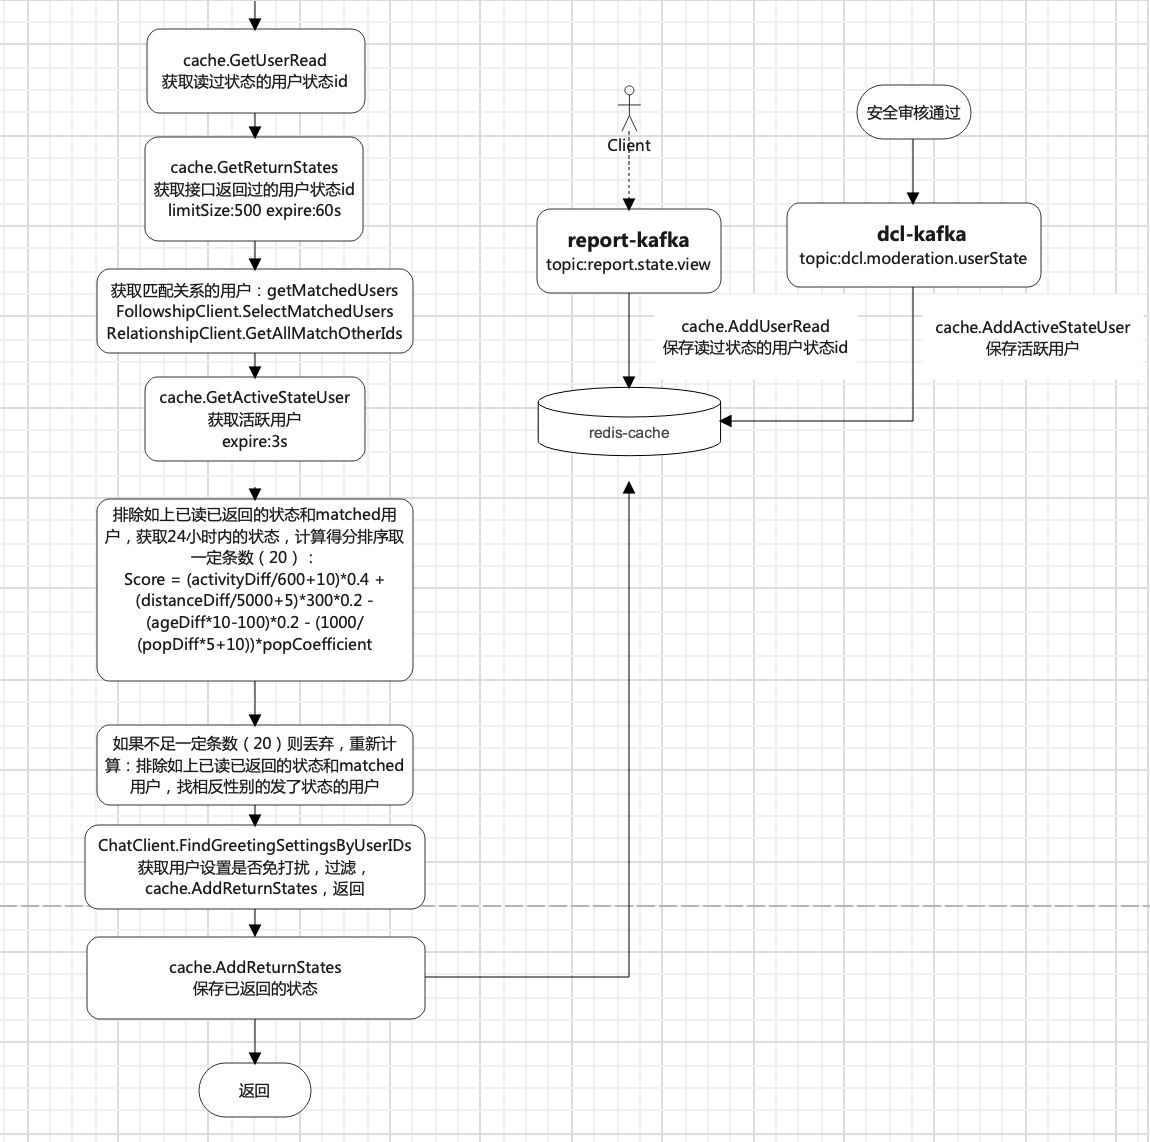 cache.GetUserRead
获取读过状态的用户状态id
cache.GetReturnStates
获取接口返回过的用户状态id
limitSize:500 expire:60s
获取匹配关系的用户：getMatchedUsers
FollowshipClient.SelectMatchedUsers
RelationshipClient.GetAllMatchOtherIds
cache.GetActiveStateUser
获取活跃用户
expire:3s
排除如上已读已返回的状态和matched用
户，获取24小时内的状态，计算得分排序取
一定条数（20）：
Score = (activityDiff/600+10)*0.4 +
(distanceDiff/5000+5)*300*0.2 -
(ageDiff*10-100)*0.2 - (1000/
(popDiff*5+10))*popCoefficient
如果不足一定条数（20）则丢弃，重新计
算：排除如上已读已返回的状态和matched
用户，找相反性别的发了状态的用户
ChatClient.FindGreetingSettingsByUserIDs
获取用户设置是否免打扰，过滤，
cache.AddReturnStates，返回
cache.AddReturnStates
保存已返回的状态
返回
Client
report-kafka
topic:report.state.view
cache.AddUserRead
保存读过状态的用户状态id
redis-cache
安全审核通过
dcl-kafka
topic:dcl.moderation.userState
cache.AddActiveStateUser
保存活跃用户